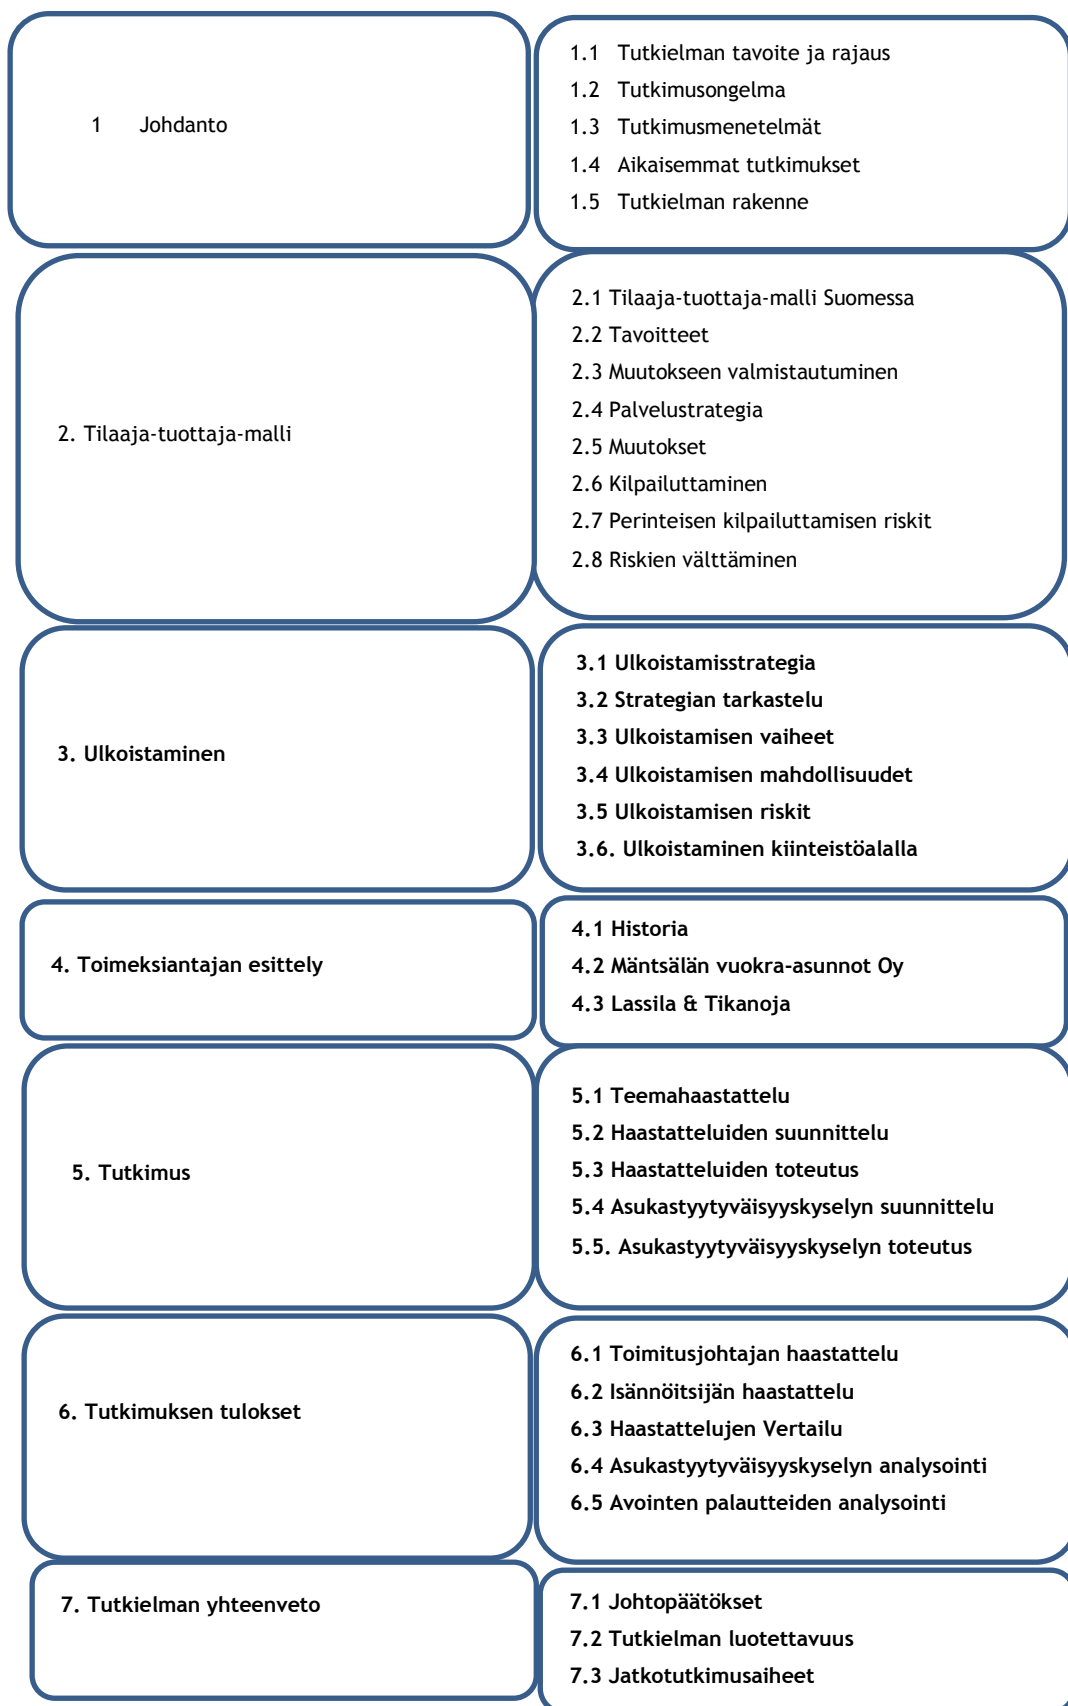 1 Johdanto
1.1 Tutkielman tavoite ja rajaus
1.2 Tutkimusongelma
1.3 Tutkimusmenetelmät
1.4 Aikaisemmat tutkimukset
1.5 Tutkielman rakenne
2. Tilaaja-tuottaja-malli
2.1 Tilaaja-tuottaja-malli Suomessa
2.2 Tavoitteet
2.3 Muutokseen valmistautuminen
2.4 Palvelustrategia
2.5 Muutokset
2.6 Kilpailuttaminen
2.7 Perinteisen kilpailuttamisen riskit
2.8 Riskien välttäminen
3. Ulkoistaminen
3.1 Ulkoistamisstrategia
3.2 Strategian tarkastelu
3.3 Ulkoistamisen vaiheet
3.4 Ulkoistamisen mahdollisuudet
3.5 Ulkoistamisen riskit
3.6. Ulkoistaminen kiinteistöalalla
4. Toimeksiantajan esittely
4.1 Historia
4.2 Mäntsälän vuokra-asunnot Oy
4.3 Lassila & Tikanoja
5. Tutkimus
5.1 Teemahaastattelu
5.2 Haastatteluiden suunnittelu
5.3 Haastatteluiden toteutus
5.4 Asukastyytyväisyyskyselyn suunnittelu
5.5. Asukastyytyväisyyskyselyn toteutus
6. Tutkimuksen tulokset
6.1 Toimitusjohtajan haastattelu
6.2 Isännöitsijän haastattelu
6.3 Haastattelujen Vertailu
6.4 Asukastyytyväisyyskyselyn analysointi
6.5 Avointen palautteiden analysointi
7. Tutkielman yhteenveto
7.1 Johtopäätökset
7.2 Tutkielman luotettavuus
7.3 Jatkotutkimusaiheet